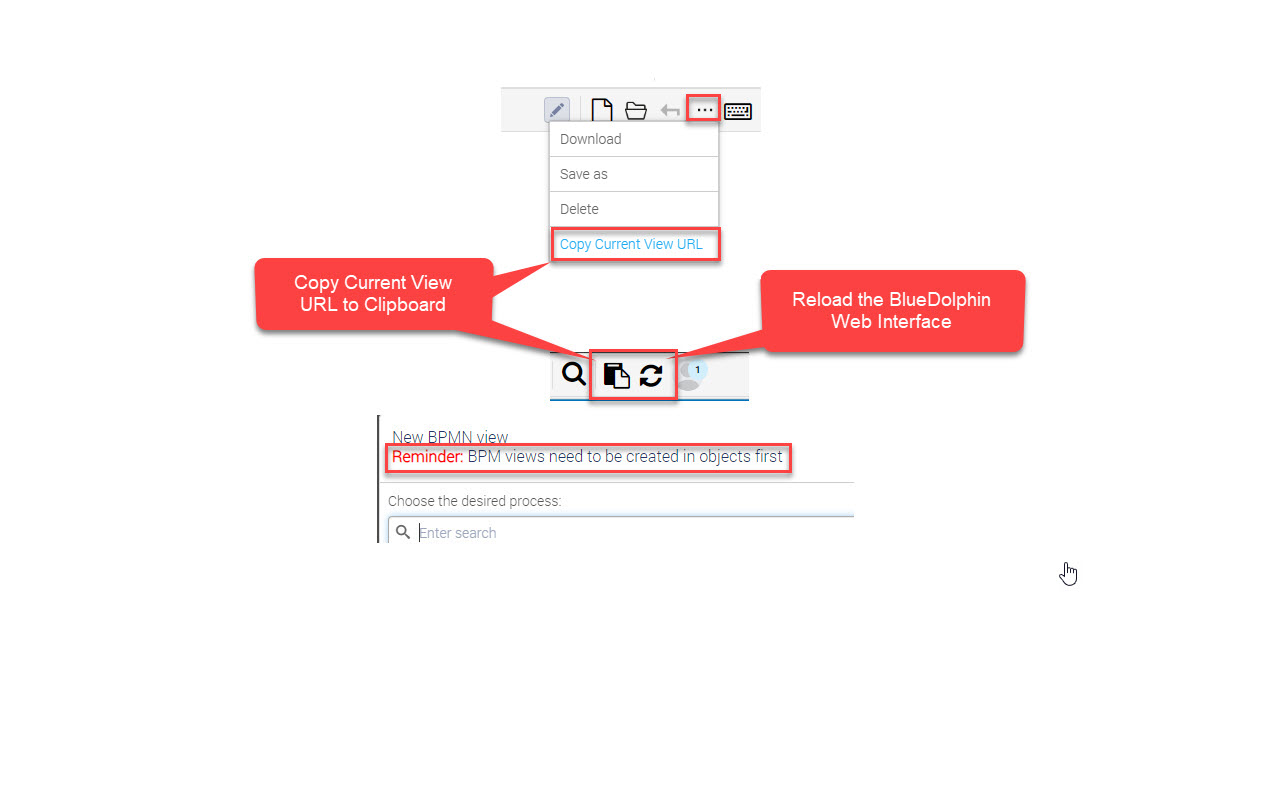 Download
Save as
Delete
Copy Current View URL
Copy Current View
URL to Clipboard
Reload the BlueDolphin
Web Interface
1
New BPMN view
Reminder: BPM views need to be created in objects first
Choose the desired process:
Enter search